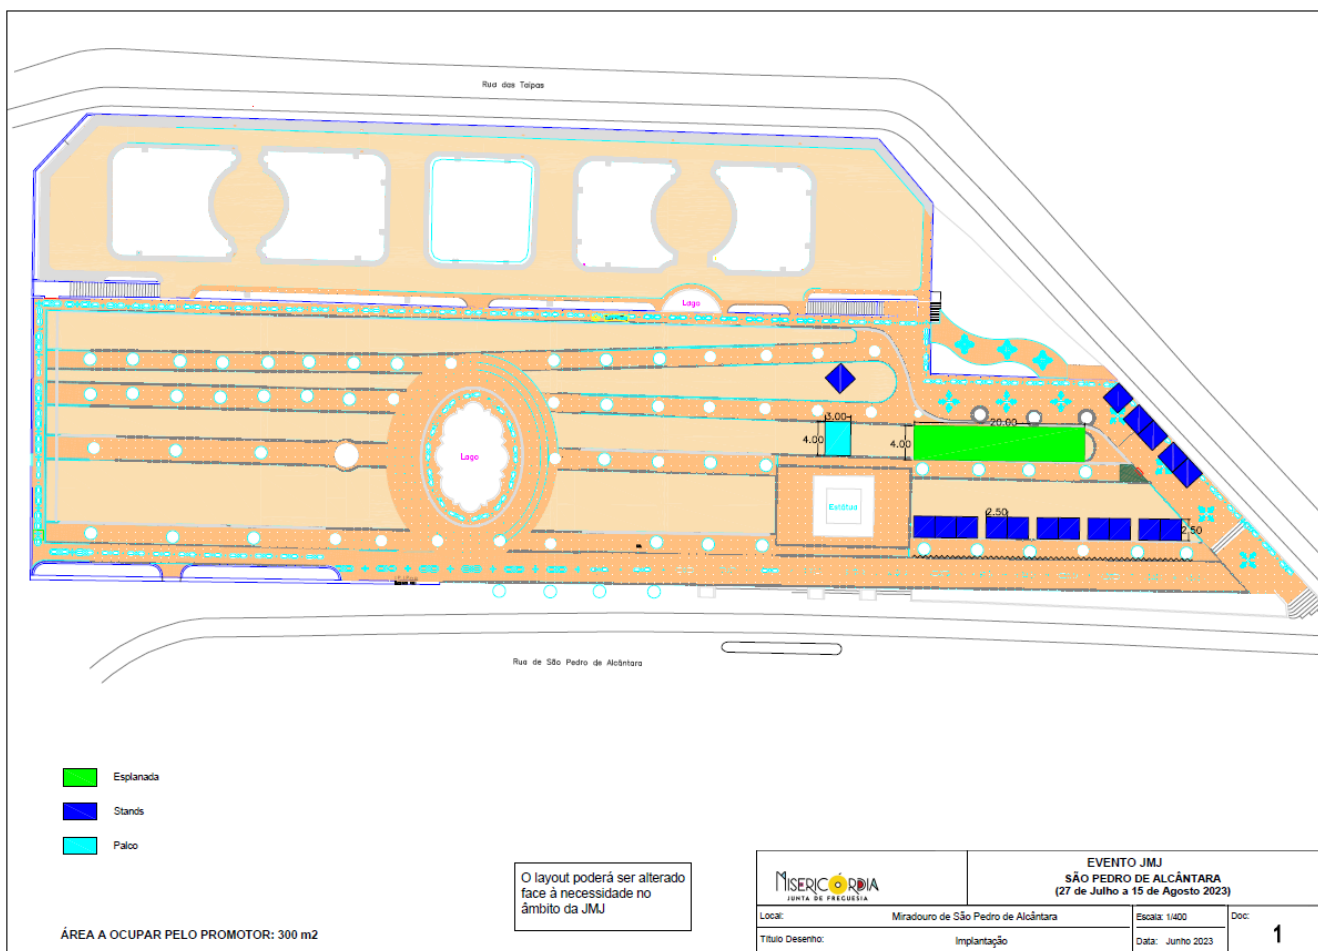 Rua das Taipas
Lago
3.00
20.00
4.00
4.00
Lago
Estátua
2.50
2.50
Rua de São Pedro de Alcântara
Esplanada
Stands
Palco
O layout poderá ser alterado
face à necessidade no
âmbito da JMJ
ÁREA A OCUPAR PELO PROMOTOR: 300 m2
MISERICÓRDIA
JUNTA DE FREGUESIA
EVENTO JMJ
SÃO PEDRO DE ALCÂNTARA
(27 de Julho a 15 de Agosto 2023)
Local: Miradouro de São Pedro de Alcântara
Escala: 1/400
Doc:
1
Título Desenho: Implantação
Data: Junho 2023